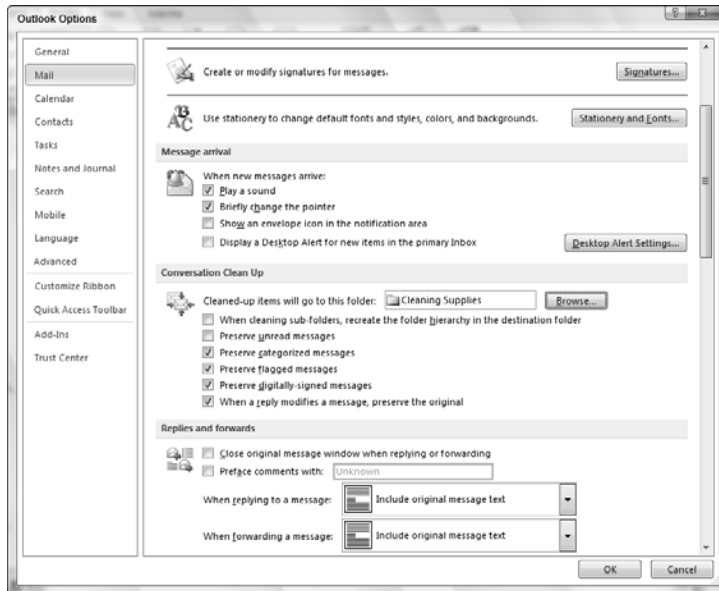 Outlook Options
General
Mail
Calendar
Contacts
Tasks
Notes and Journal
Search
Mobile
Language
Advanced
Customize Ribbon
Quick Access Toolbar
Add-Ins
Trust Center
Create or modify signatures for messages.
Signatures...
Use stationery to change default fonts and styles, colors, and backgrounds.
Stationery and Fonts...
Message arrival
When new messages arrive:
Play a sound
Briefly change the pointer
Show an envelope icon in the notification area
Display a Desktop Alert for new items in the primary Inbox
Desktop Alert Settings...
Conversation Clean Up
Cleaned-up items will go to this folder:
Cleaning Supplies
Browse...
When cleaning sub-folders, recreate the folder hierarchy in the destination folder
Preserve unread messages
Preserve categorized messages
Preserve flagged messages
Preserve digitally-signed messages
When a reply modifies a message, preserve the original
Replies and forwards
Close original message window when replying or forwarding
Preface comments with:
Unknown
When replying to a message:
Include original message text
When forwarding a message:
Include original message text
OK
Cancel